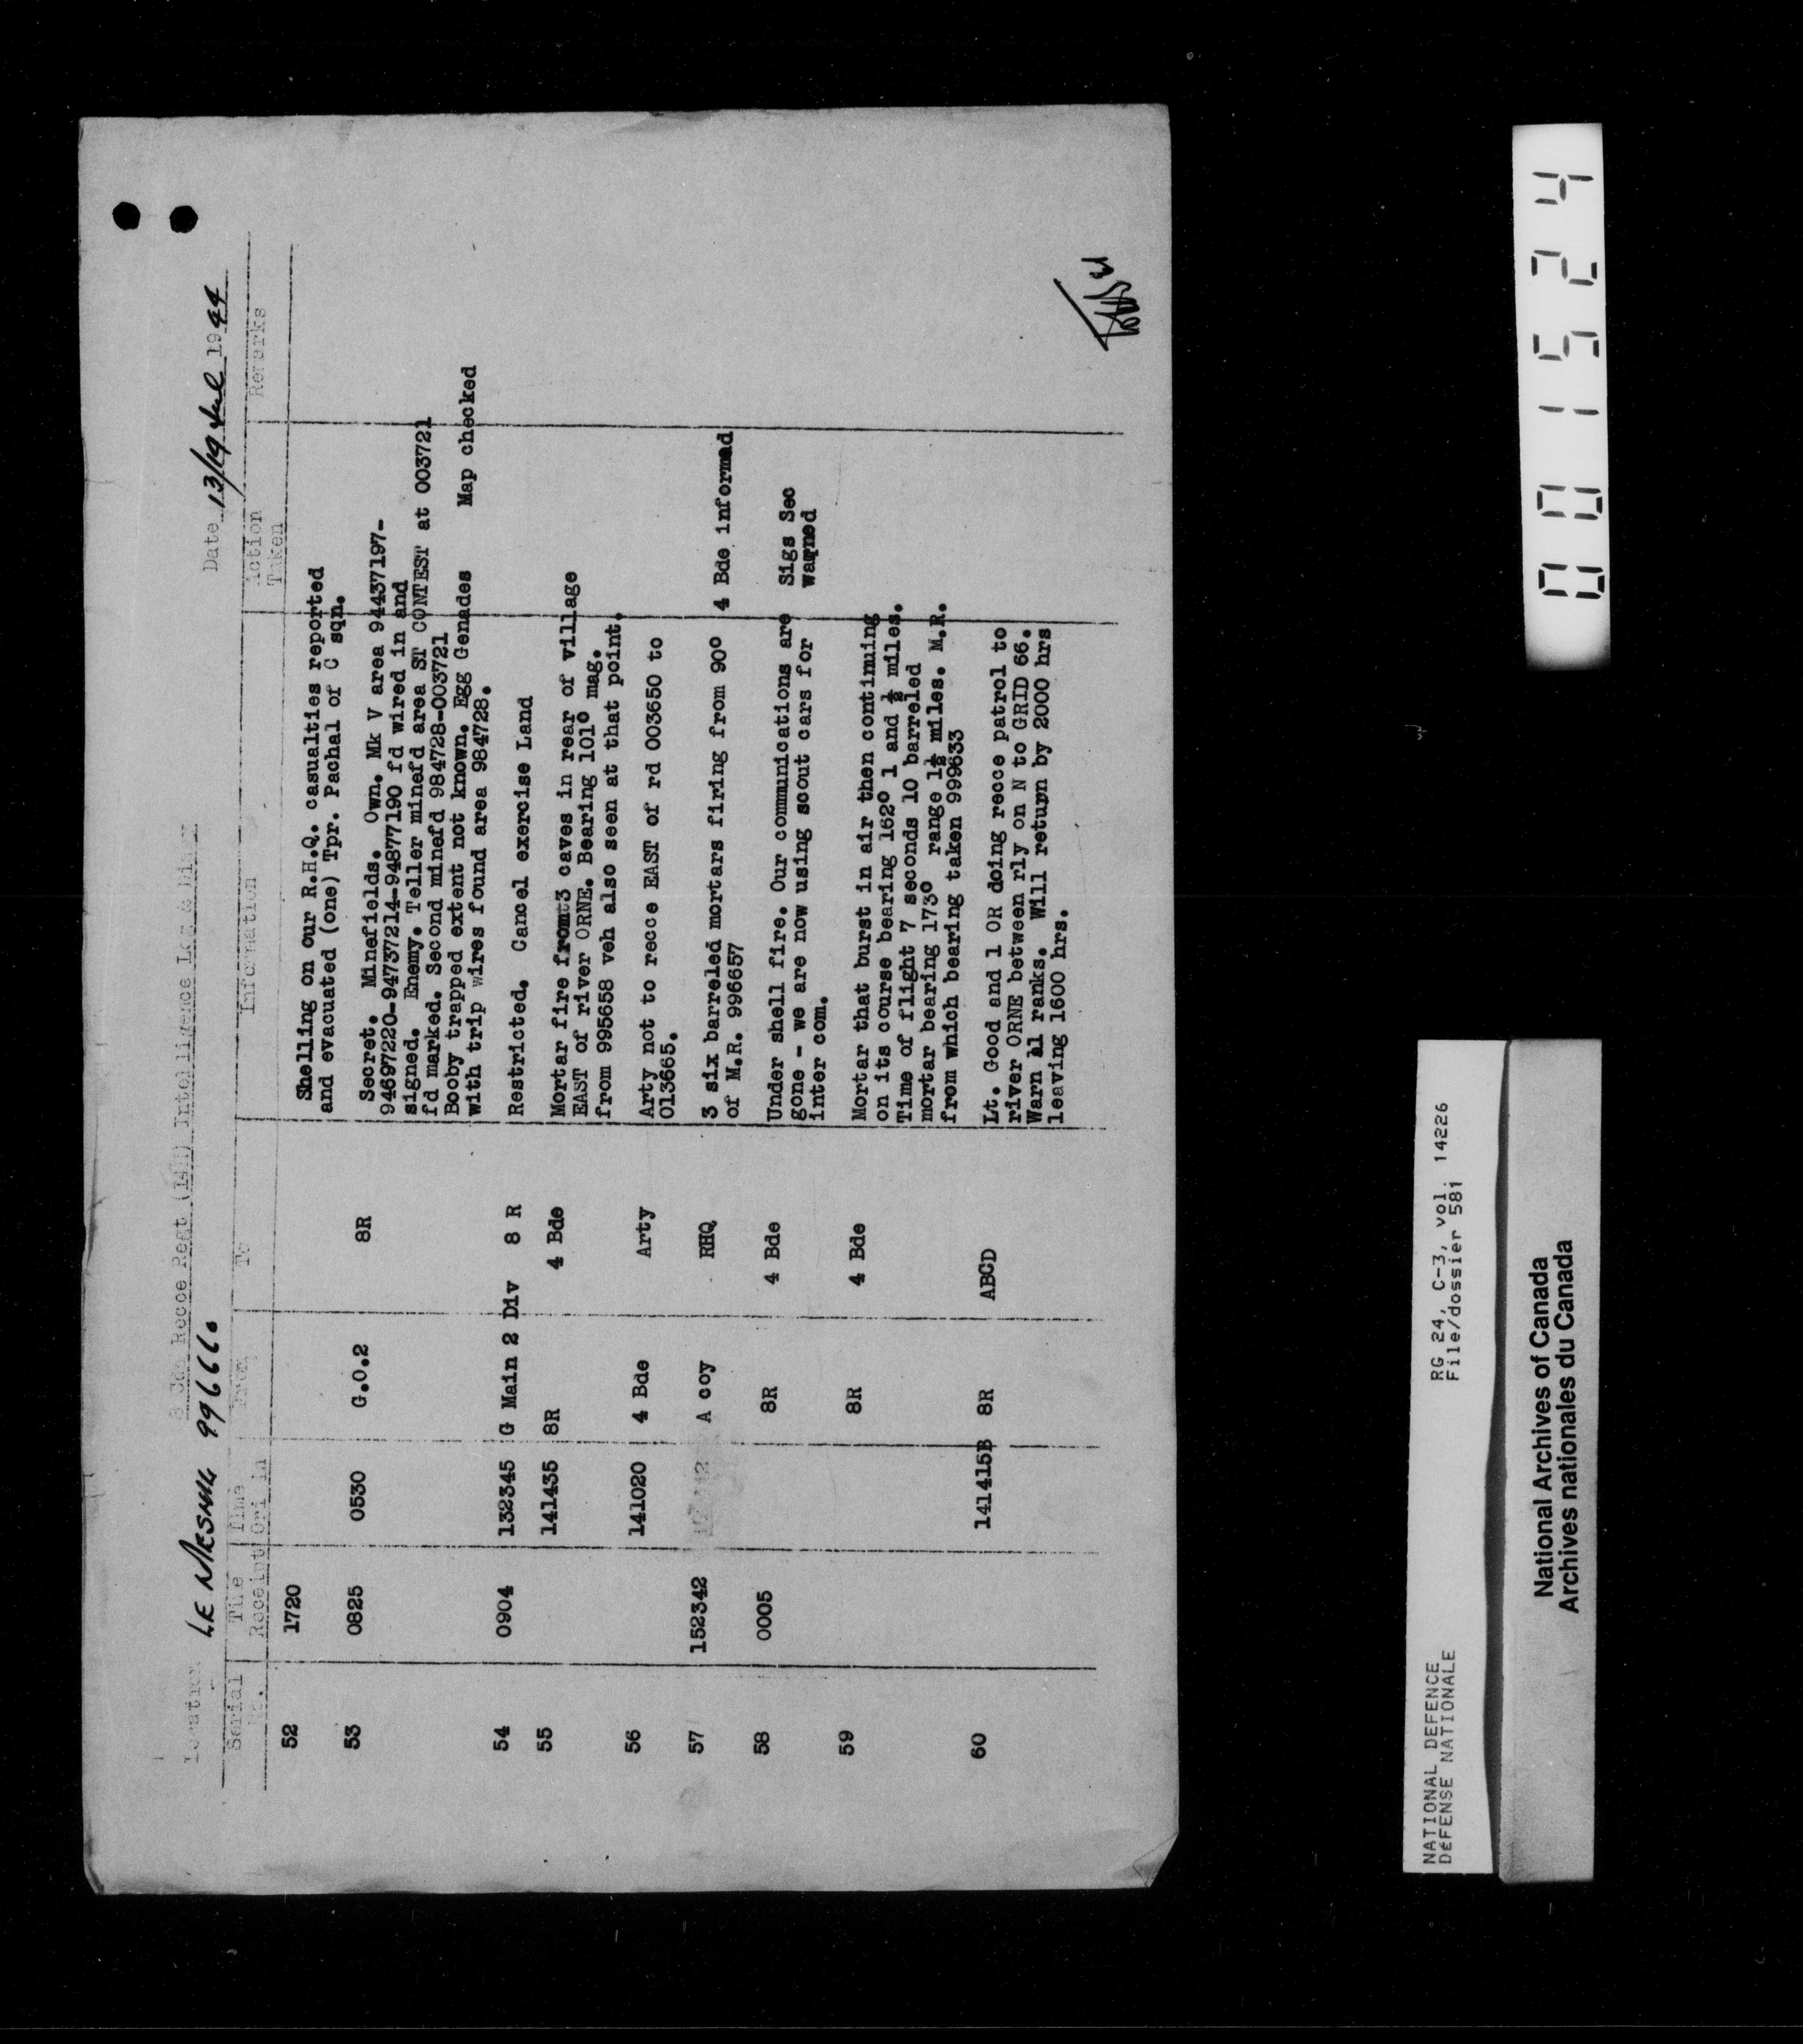 8 Cdn Recce Regt (14H) Intelligence Log & Diary
Location LE MESNIL 99666. Date 13/14 Jul 1944
Serial No. Time Receipt Time Origin From To Information Action Taken Remarks
52 1720 Shelling on our R.H.Q. casualties reported
and evacuated (one) Tpr. Pachal of C sqn.
53 0825 0530 G.O.2 8R Secret. Minefields. Own. Mk V area 94437197-
94697220-94737214-94877190 fd wired in and
signed. Enemy. Teller minefd area ST CONTEST at 003721
fd marked. Second minefd 984728-003721
Booby trapped extent not known. Egg Genades Map checked
with trip wires found area 984728.
54 0904 132345 G Main 2 Div 8 R Restricted. Cancel exercise Land
55 141435 8R 4 Bde Mortar fire from 3 caves in rear of village
EAST of river ORNE. Bearing 101° mag.
from 995658 veh also seen at that point.
56 141020 4 Bde Arty Arty not to recce EAST of rd 003650 to
013665.
57 152342 A coy RHQ 3 six barreled mortars firing from 90° 4 Bde informed
of M.R. 996657
58 0005 8R 4 Bde Under shell fire. Our communications are Sigs Sec
gone - we are now using scout cars for warned
inter com.
59 8R 4 Bde Mortar that burst in air then continuing
on its course bearing 162° 1 and ½ miles.
Time of flight 7 seconds 10 barreled
mortar bearing 173° range 1½ miles. M.R.
from which bearing taken 999633
60 141415B 8R ABCD Lt. Good and 1 OR doing recce patrol to
river ORNE between rly on N to GRID 66.
Warn al ranks. Will return by 2000 hrs
leaving 1600 hrs.
001524
NATIONAL DEFENCE RG 24, C-3, vol. 14226
DéFENSE NATIONALE File/dossier 581
National Archives of Canada
Archives nationales du Canada